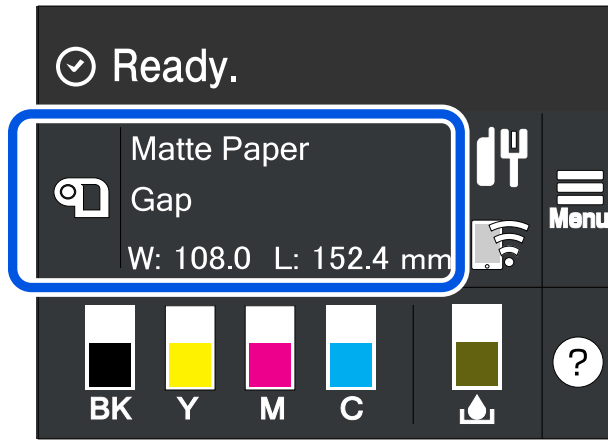 Ready.
Matte Paper
Gap
W: 108.0 L: 152.4 mm
Menu
BK Y M C
?